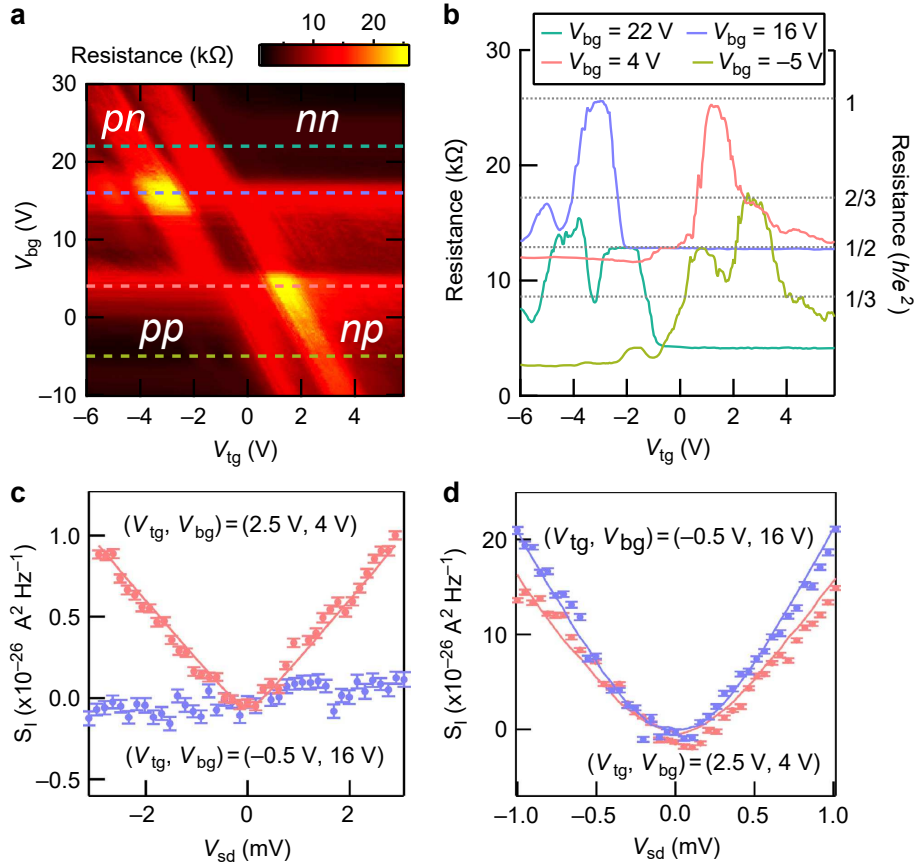 a
Resistance (kΩ)
10 20
30
20
10
0
–10
V_bg (V)
pn
nn
pp
np
–6 –4 –2 0 2 4
V_tg (V)
b
V_bg = 22 V
V_bg = 16 V
V_bg = 4 V
V_bg = –5 V
30
20
10
0
Resistance (kΩ)
1
2/3
1/2
1/3
Resistance (h/e²)
–6 –4 –2 0 2 4
V_tg (V)
c
(V_tg, V_bg) = (2.5 V, 4 V)
1.0
0.5
0.0
–0.5
S_I (x10⁻²⁶ A² Hz⁻¹)
(V_tg, V_bg) = (–0.5 V, 16 V)
–2 0 2
V_sd (mV)
d
(V_tg, V_bg) = (–0.5 V, 16 V)
20
10
0
S_I (x10⁻²⁶ A² Hz⁻¹)
(V_tg, V_bg) = (2.5 V, 4 V)
–1.0 –0.5 0.0 0.5 1.0
V_sd (mV)